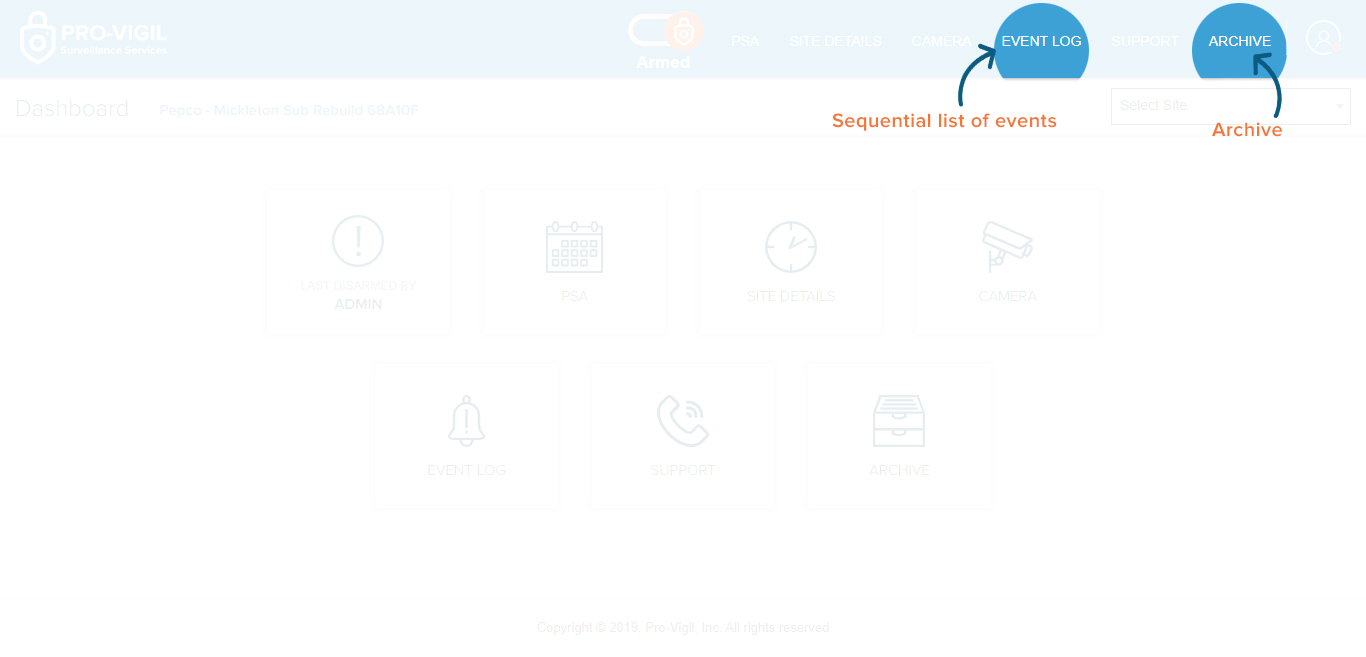 PRO-VIGIL
Surveillance Services
Armed
PSA
SITE DETAILS
CAMERA
EVENT LOG
SUPPORT
ARCHIVE
Dashboard
Pepco - Mickleton Sub Rebuild 68A10F
Select Site
Sequential list of events
Archive
LAST DISARMED BY
ADMIN
PSA
SITE DETAILS
CAMERA
EVENT LOG
SUPPORT
ARCHIVE
Copyright © 2019. Pro-Vigil, Inc. All rights reserved